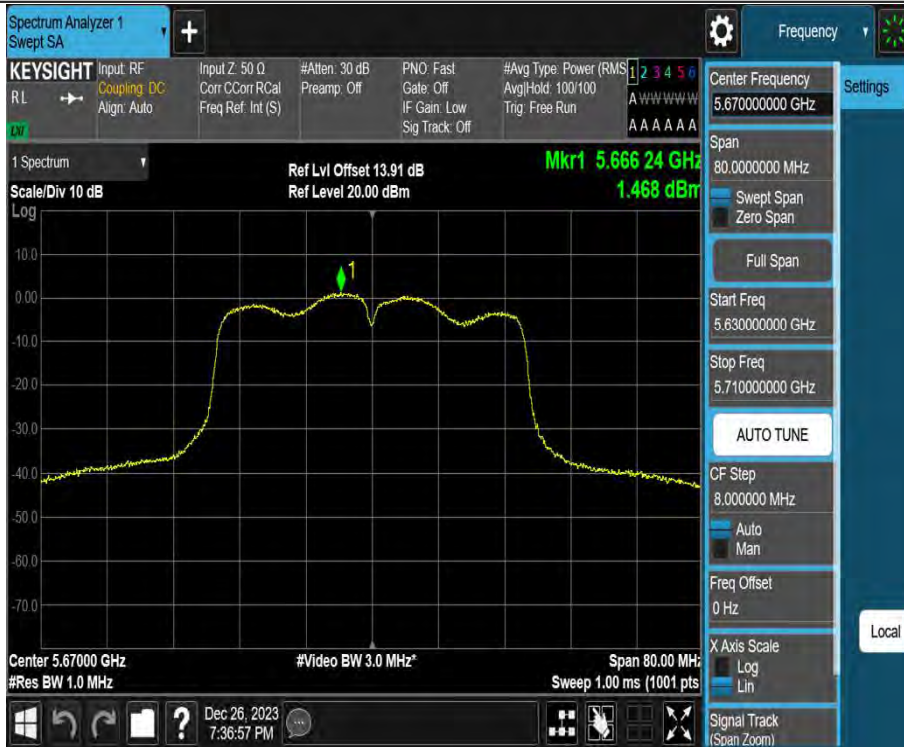 Spectrum Analyzer 1
Swept SA
+
Frequency
KEYSIGHT
RL
Input: RF
Coupling: DC
Align: Auto
Input Z: 50 Ω
Corr CCorr RCal
Freq Ref: Int (S)
#Atten: 30 dB
Preamp: Off
PNO: Fast
Gate: Off
IF Gain: Low
Sig Track: Off
#Avg Type: Power (RMS
Avg|Hold: 100/100
Trig: Free Run
1 2 3 4 5 6
A W W W W W
A A A A A A
1 Spectrum
Scale/Div 10 dB
Ref Lvl Offset 13.91 dB
Ref Level 20.00 dBm
Mkr1 5.666 24 GHz
1.468 dBm
Log
10.0
0.00
-10.0
-20.0
-30.0
-40.0
-50.0
-60.0
-70.0
1
Center 5.67000 GHz
#Res BW 1.0 MHz
#Video BW 3.0 MHz*
Span 80.00 MHz
Sweep 1.00 ms (1001 pts
Center Frequency
5.670000000 GHz
Settings
Span
80.0000000 MHz
Swept Span
Zero Span
Full Span
Start Freq
5.630000000 GHz
Stop Freq
5.710000000 GHz
AUTO TUNE
CF Step
8.000000 MHz
Auto
Man
Freq Offset
0 Hz
X Axis Scale
Log
Lin
Signal Track
(Span Zoom)
Local
?
Dec 26, 2023
7:36:57 PM